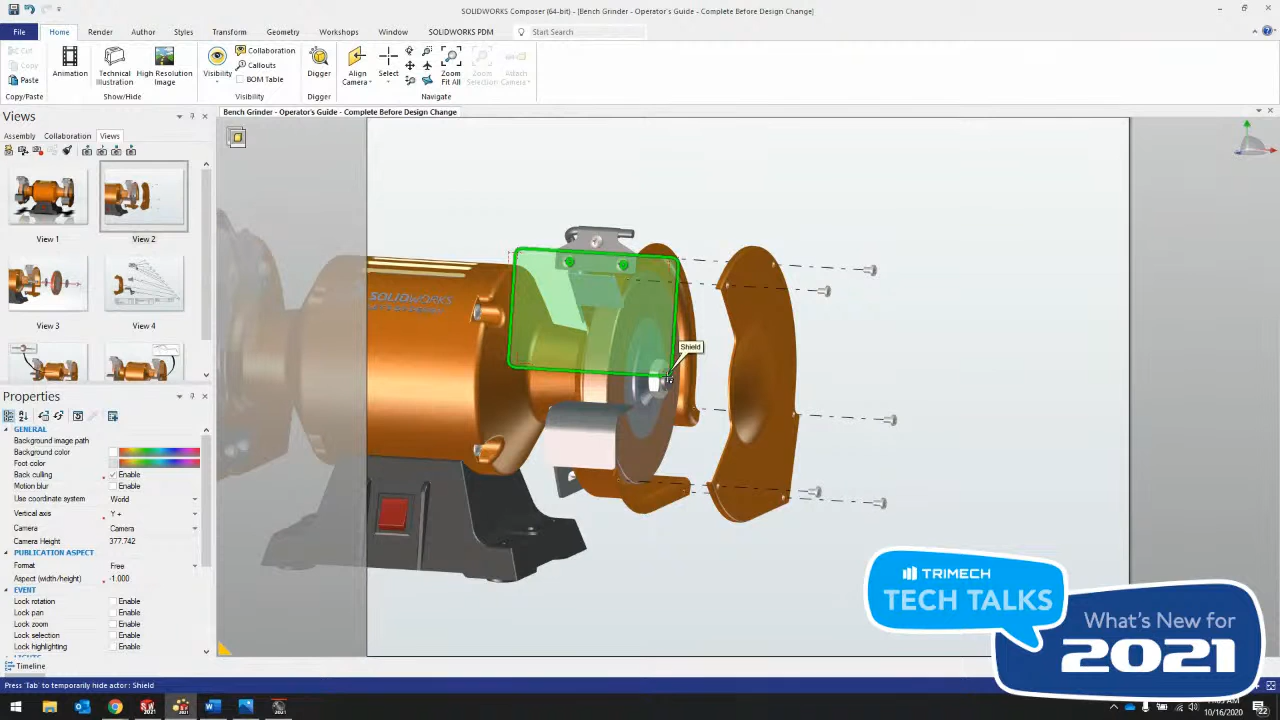 SOLIDWORKS Composer (64-bit) - [Bench Grinder - Operator's Guide - Complete Before Design Change]
File Home Render Author Styles Transform Geometry Workshops Window SOLIDWORKS PDM Start Search
Cut
Copy
Paste
Copy/Paste
Animation
Technical Illustration
High Resolution Image
Show/Hide
Visibility
Collaboration
Callouts
BOM Table
Visibility
Digger
Digger
Align Camera
Select
Zoom Fit All
Zoom Selection
Attach Camera
Navigate
Views
Bench Grinder - Operator's Guide - Complete Before Design Change
Assembly Collaboration Views
View 1
View 2
View 3
View 4
SOLIDWORKS
Shield
Properties
GENERAL
Background image path
Background color
Foot color
Back culling Enable
Motion blur Enable
Use coordinate system World
Vertical axis Y +
Camera Camera
Camera Height 377.742
PUBLICATION ASPECT
Format Free
Aspect (width/height) -1.000
EVENT
Lock rotation Enable
Lock pan Enable
Lock zoom Enable
Lock selection Enable
Lock highlighting Enable
Timeline
Press 'Tab' to temporarily hide actor : Shield
TRIMECH
TECH TALKS
What's New for
2021
10/16/2020
22